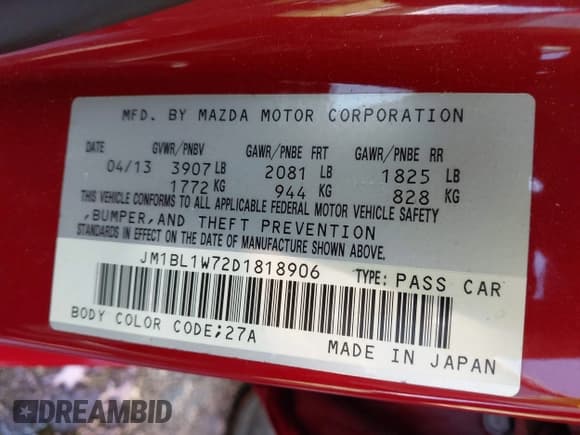 MFD. BY MAZDA MOTOR CORPORATION
DATE GVWR/PNBV GAWR/PNBE FRT GAWR/PNBE RR
04/13 3907 LB 2081 LB 1825 LB
1772 KG 944 KG 828 KG
THIS VEHICLE CONFORMS TO ALL APPLICABLE FEDERAL MOTOR VEHICLE SAFETY
,BUMPER,AND THEFT PREVENTION
STANDARDS IN EFFECT ON THE DATE OF MANUFACTURE SHOWN ABOVE.
JM1BL1W72D1818906 TYPE: PASS CAR
BODY COLOR CODE;27A
MADE IN JAPAN
DREAMBID